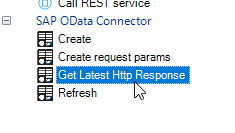 Call REST service
SAP OData Connector
Create
Create request params
Get Latest Http Response
Refresh